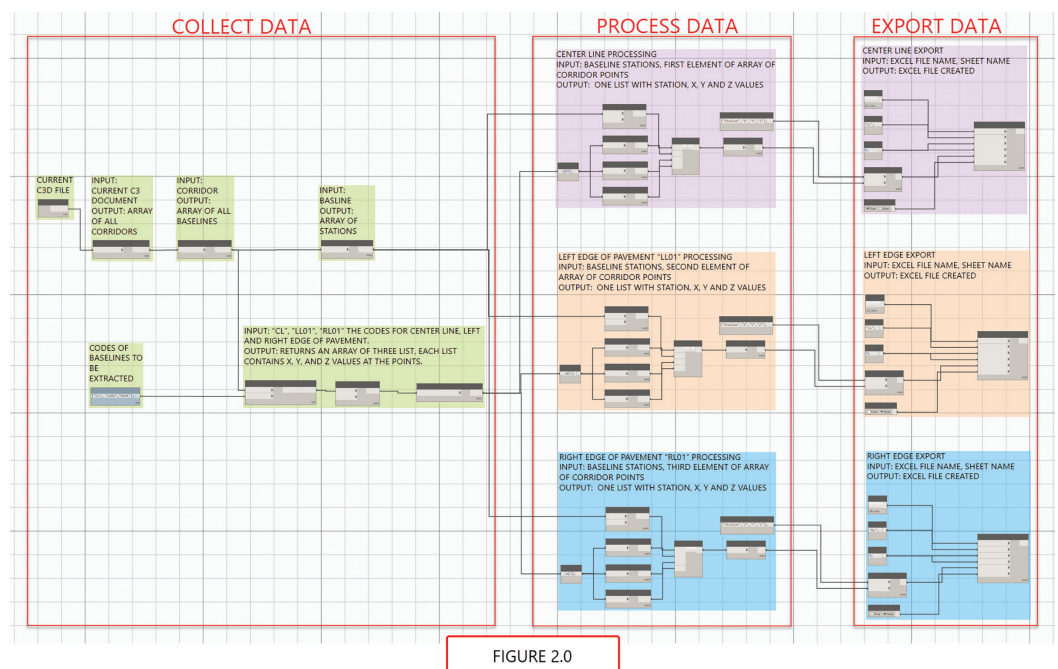 COLLECT DATA
PROCESS DATA
EXPORT DATA
CURRENT
C3D FILE
INPUT:
CURRENT C3
DOCUMENT
OUTPUT: ARRAY
OF ALL
CORRIDORS
INPUT:
CORRIDOR
OUTPUT:
ARRAY OF ALL
BASELINES
INPUT:
BASLINE
OUTPUT:
ARRAY OF
STATIONS
CODES OF
BASELINES TO
BE
EXTRACTED
INPUT: "CL", "LL01", "RL01" THE CODES FOR CENTER LINE, LEFT
AND RIGHT EDGE OF PAVEMENT.
OUTPUT: RETURNS AN ARRAY OF THREE LIST, EACH LIST
CONTAINS X, Y, AND Z VALUES AT THE POINTS.
CENTER LINE PROCESSING
INPUT: BASELINE STATIONS, FIRST ELEMENT OF ARRAY OF
CORRIDOR POINTS
OUTPUT: ONE LIST WITH STATION, X, Y AND Z VALUES
LEFT EDGE OF PAVEMENT "LL01" PROCESSING
INPUT: BASELINE STATIONS, SECOND ELEMENT OF
ARRAY OF CORRIDOR POINTS
OUTPUT: ONE LIST WITH STATION, X, Y AND Z VALUES
RIGHT EDGE OF PAVEMENT "RL01" PROCESSING
INPUT: BASELINE STATIONS, THIRD ELEMENT OF ARRAY
OF CORRIDOR POINTS
OUTPUT: ONE LIST WITH STATION, X, Y AND Z VALUES
CENTER LINE EXPORT
INPUT: EXCEL FILE NAME, SHEET NAME
OUTPUT: EXCEL FILE CREATED
LEFT EDGE EXPORT
INPUT: EXCEL FILE NAME, SHEET NAME
OUTPUT: EXCEL FILE CREATED
RIGHT EDGE EXPORT
INPUT: EXCEL FILE NAME, SHEET NAME
OUTPUT: EXCEL FILE CREATED
FIGURE 2.0